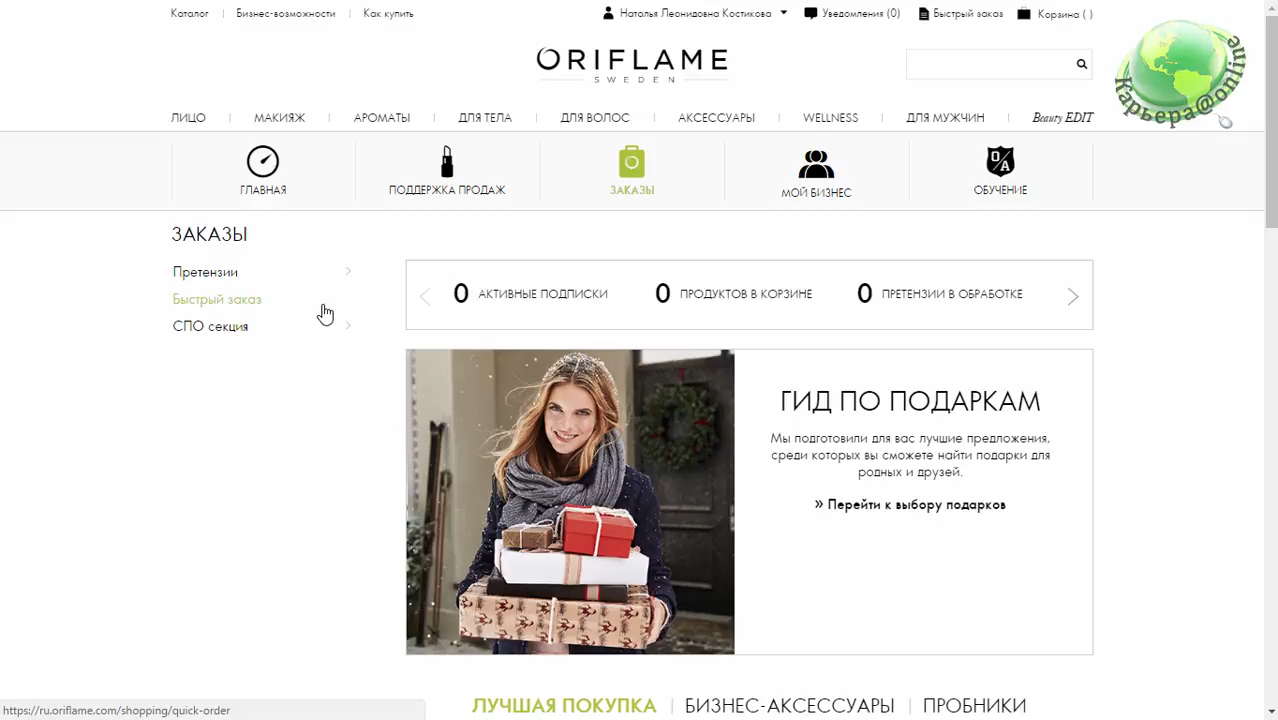 Каталог
Бизнес-возможности
Как купить
Наталья Леонидовна Костикова
Уведомления (0)
Быстрый заказ
Корзина ( )
ORIFLAME
SWEDEN
Карьера@online
ЛИЦО
МАКИЯЖ
АРОМАТЫ
ДЛЯ ТЕЛА
ДЛЯ ВОЛОС
АКСЕССУАРЫ
WELLNESS
ДЛЯ МУЖЧИН
Beauty EDIT
ГЛАВНАЯ
ПОДДЕРЖКА ПРОДАЖ
ЗАКАЗЫ
МОЙ БИЗНЕС
OA
ОБУЧЕНИЕ
ЗАКАЗЫ
Претензии
Быстрый заказ
СПО секция
0 АКТИВНЫЕ ПОДПИСКИ
0 ПРОДУКТОВ В КОРЗИНЕ
0 ПРЕТЕНЗИИ В ОБРАБОТКЕ
ГИД ПО ПОДАРКАМ
Мы подготовили для вас лучшие предложения,
среди которых вы сможете найти подарки для
родных и друзей.
» Перейти к выбору подарков
ЛУЧШАЯ ПОКУПКА
БИЗНЕС-АКСЕССУАРЫ
ПРОБНИКИ
https://ru.oriflame.com/shopping/quick-order